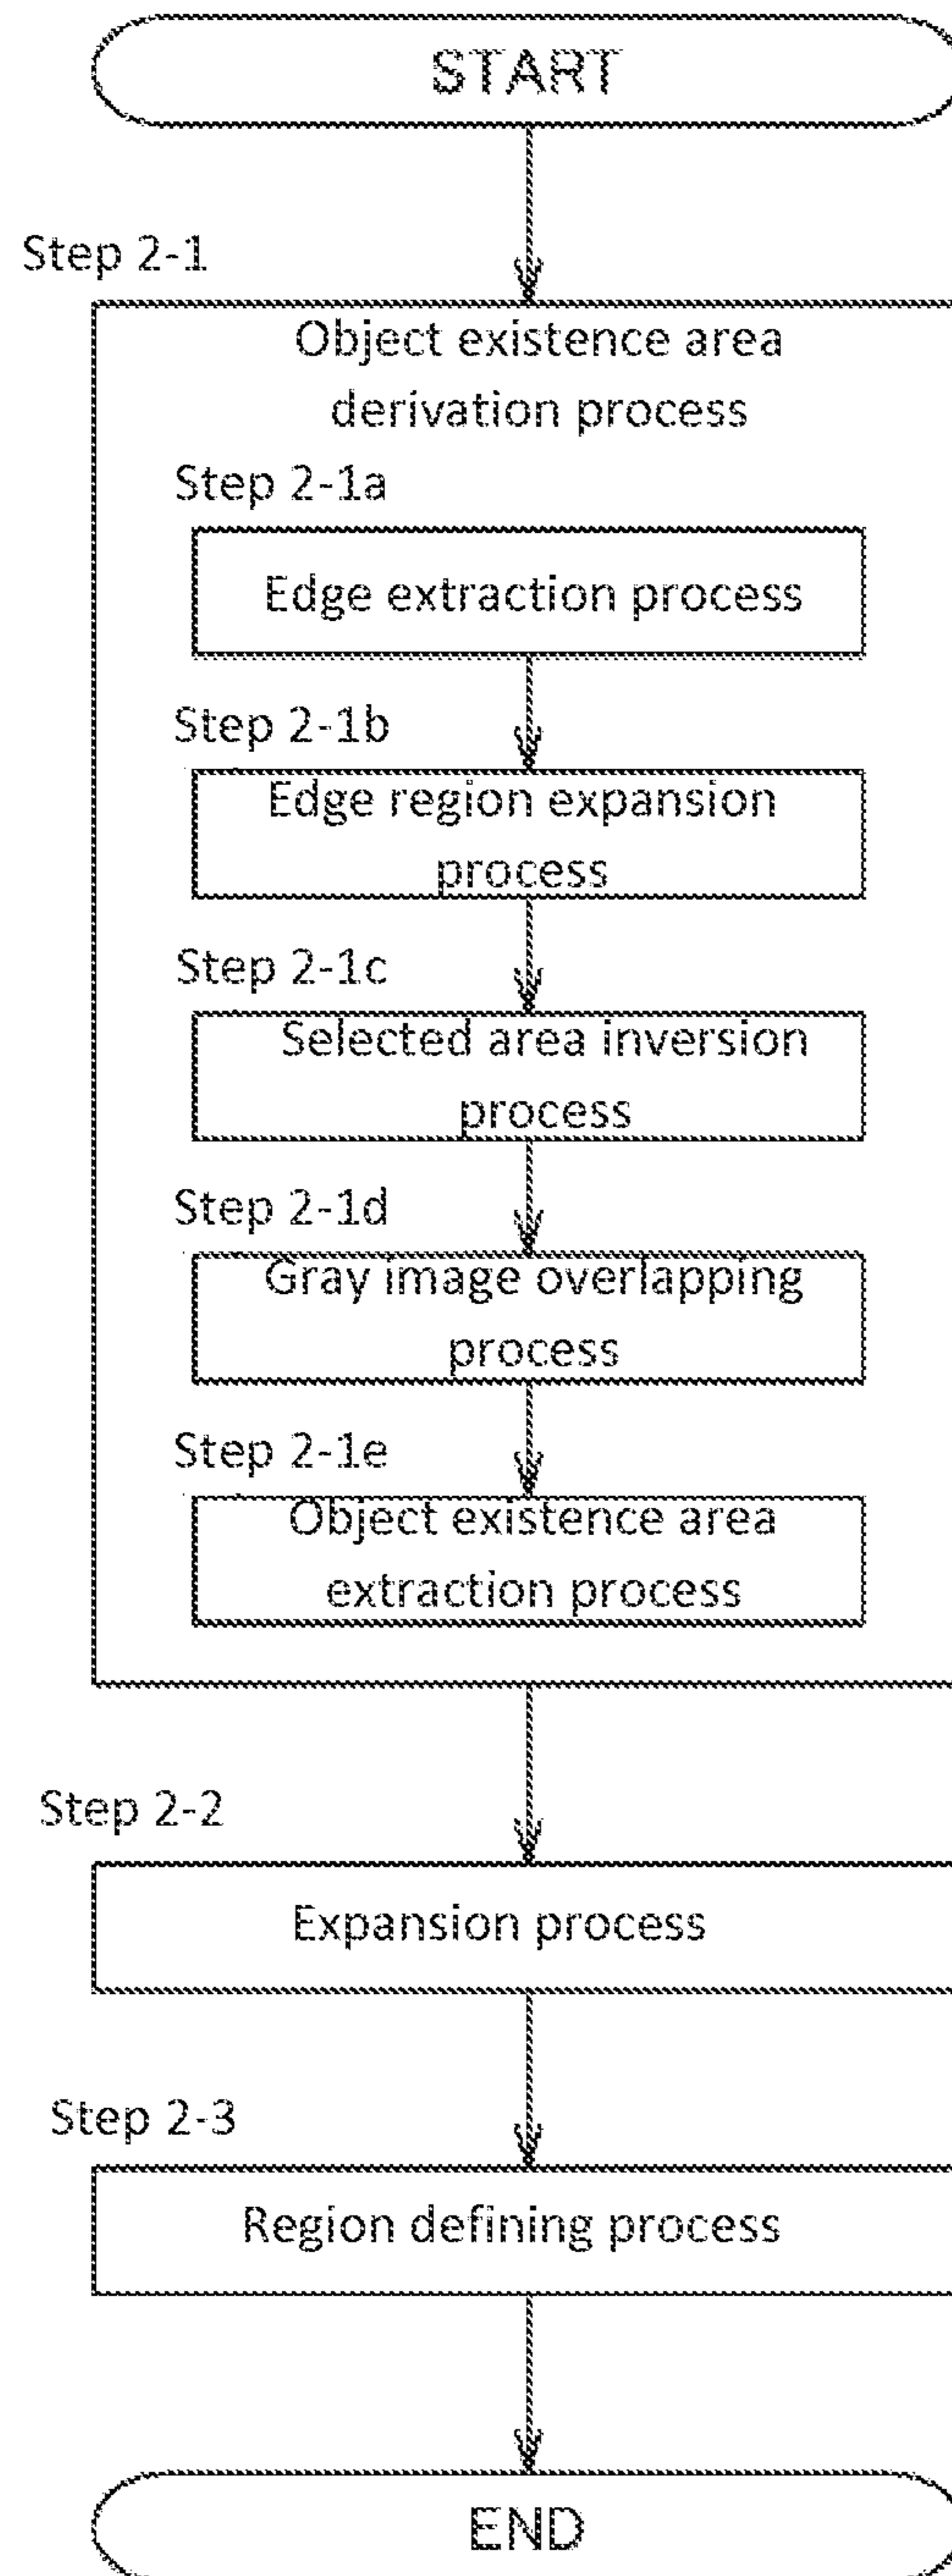 START
Step 2-1
Object existence area
derivation process
Step 2-1a
Edge extraction process
Step 2-1b
Edge region expansion
process
Step 2-1c
Selected area inversion
process
Step 2-1d
Gray image overlapping
process
Step 2-1e
Object existence area
extraction process
Step 2-2
Expansion process
Step 2-3
Region defining process
END